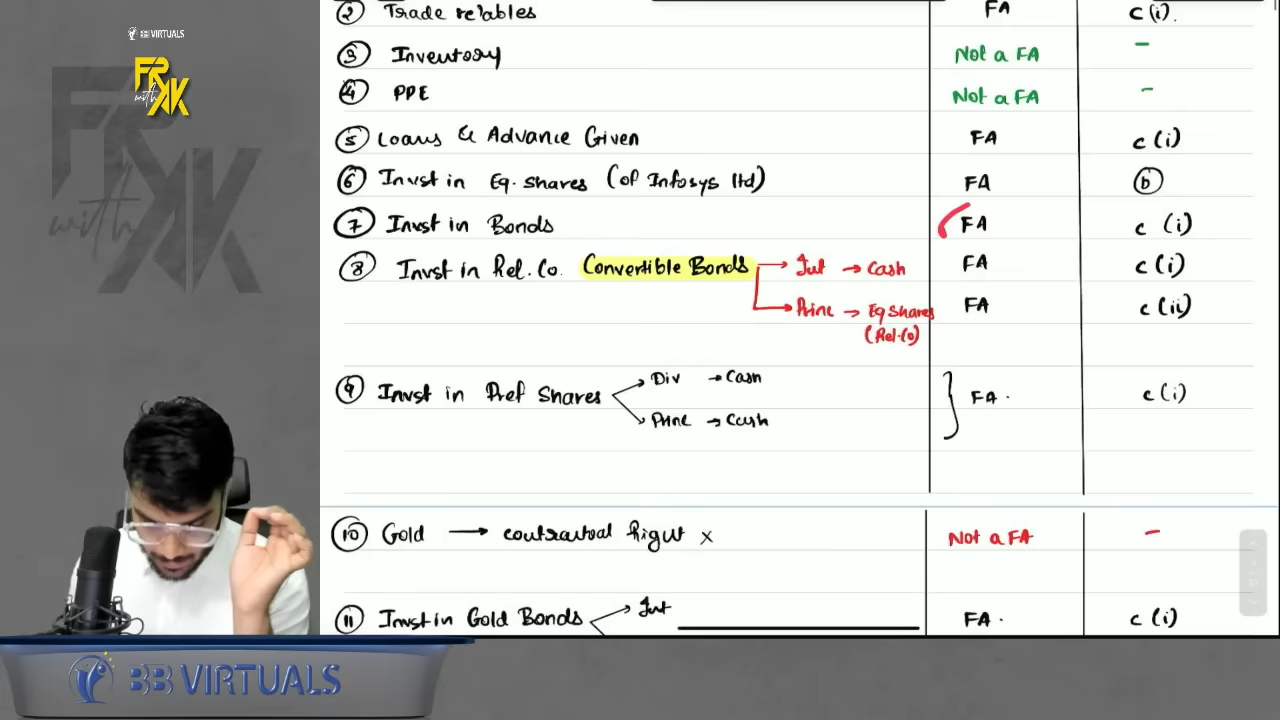 BB VIRTUALS
FR
with AK
② Trade re'ables FA c(i).
③ Inventory Not a FA -
④ PPE Not a FA -
⑤ Loans & Advance Given FA c(i)
⑥ Invst in Eq. Shares (of Infosys ltd) FA ⓑ
⑦ Invst in Bonds FA c(i)
⑧ Invst in Rel. Co. Convertible Bonds → Int → Cash FA c(i)
→ Princ → Eq Shares FA c(ii)
(Rel. Co)
Div → Cash
⑨ Invst in Pref Shares } FA. c(i)
Princ → Cash
⑩ Gold → contractual Right × Not a FA -
Int
⑪ Invst in Gold Bonds FA. c(i)
BB VIRTUALS